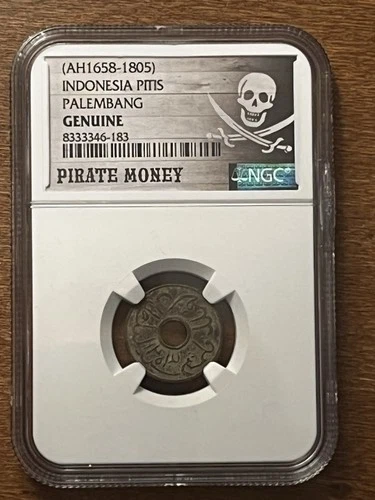 (AH1658-1805)
INDONESIA PITIS
PALEMBANG
GENUINE
8333346-183
PIRATE MONEY
NGC